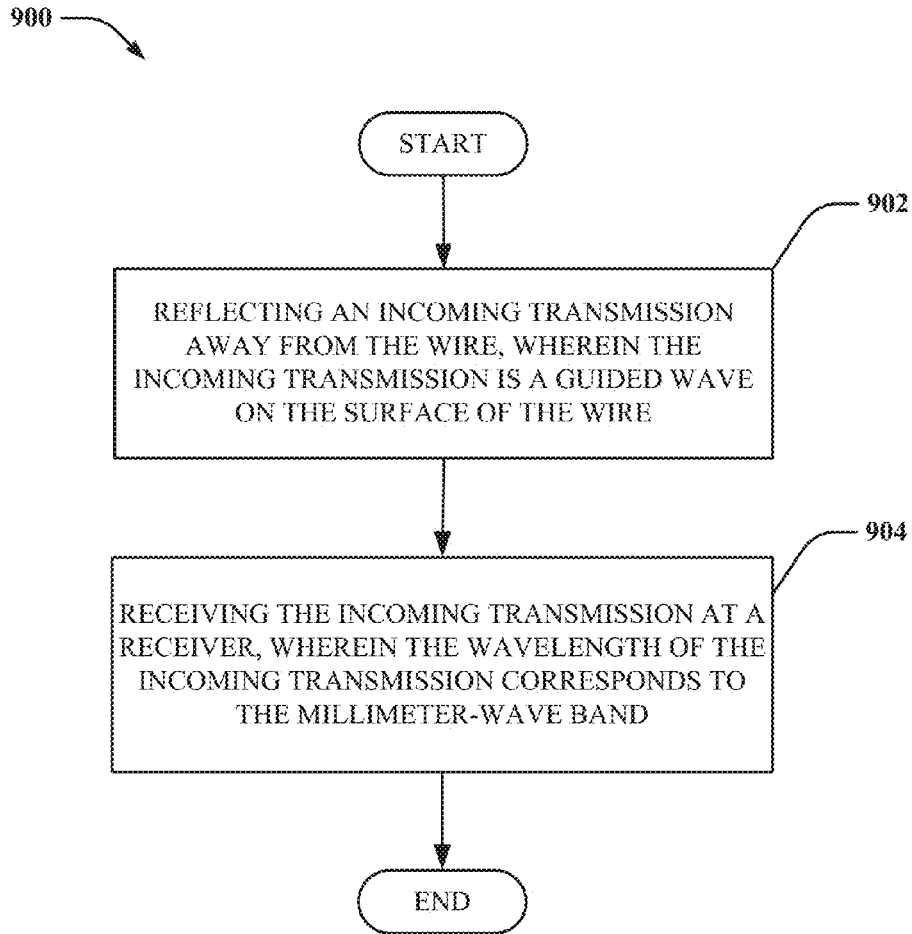 900
START
902
REFLECTING AN INCOMING TRANSMISSION
AWAY FROM THE WIRE, WHEREIN THE
INCOMING TRANSMISSION IS A GUIDED WAVE
ON THE SURFACE OF THE WIRE
904
RECEIVING THE INCOMING TRANSMISSION AT A
RECEIVER, WHEREIN THE WAVELENGTH OF THE
INCOMING TRANSMISSION CORRESPONDS TO
THE MILLIMETER-WAVE BAND
END